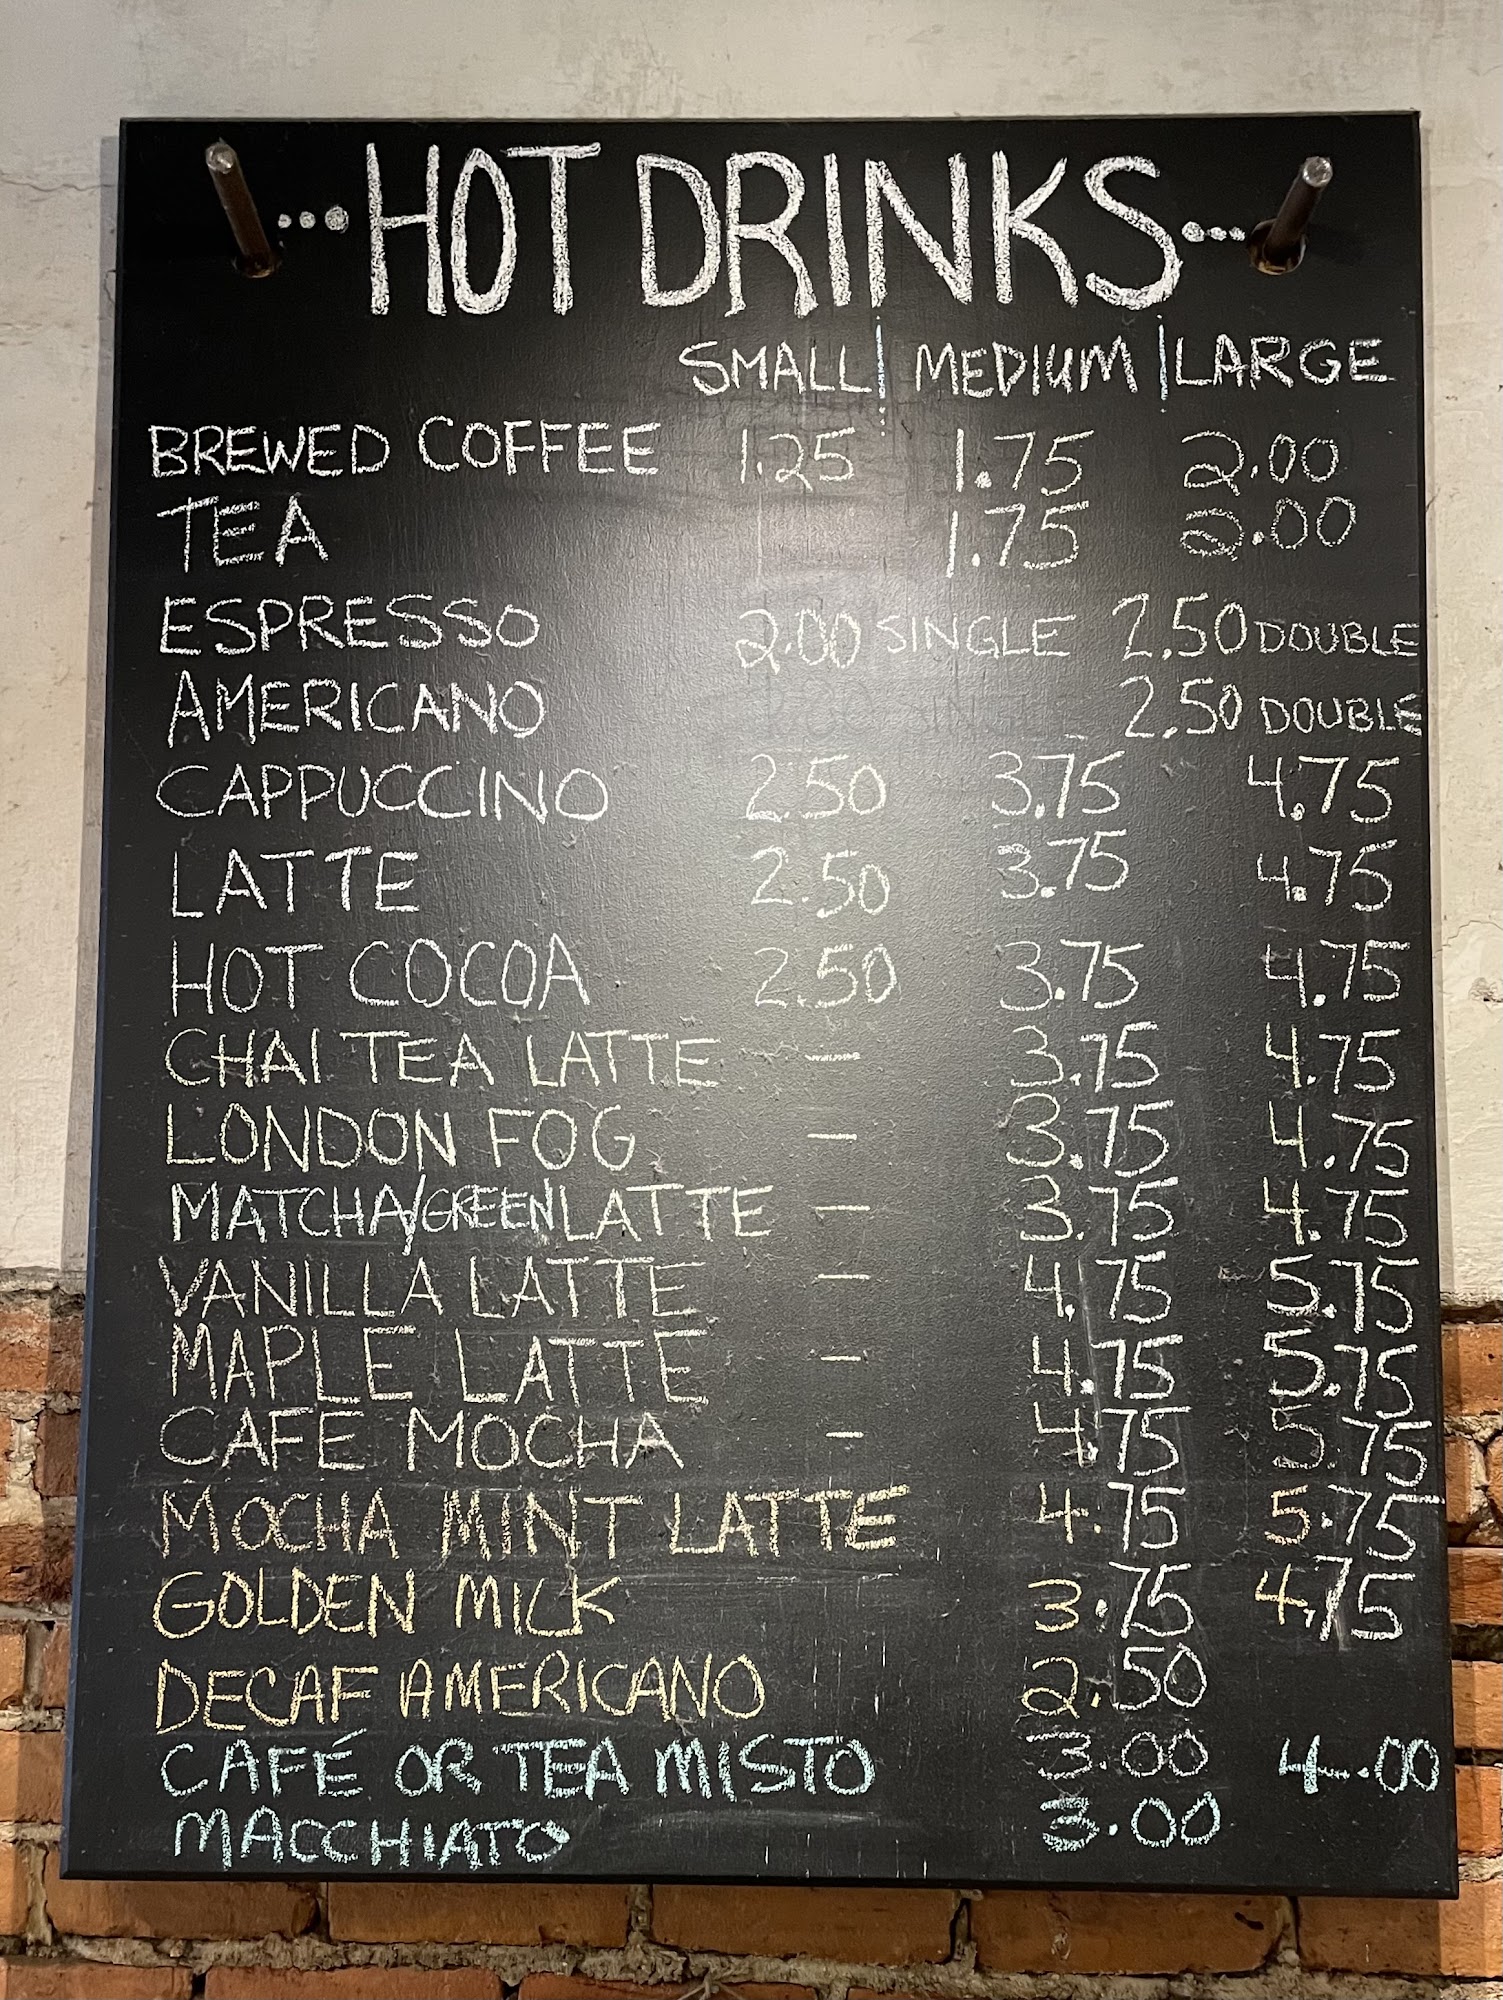 ...HOT DRINKS...
SMALL | MEDIUM | LARGE
BREWED COFFEE 1.25 1.75 2.00
TEA 1.75 2.00
ESPRESSO 2.00 SINGLE 2.50 DOUBLE
AMERICANO 2.50 DOUBLE
CAPPUCCINO 2.50 3.75 4.75
LATTE 2.50 3.75 4.75
HOT COCOA 2.50 3.75 4.75
CHAI TEA LATTE — 3.75 4.75
LONDON FOG — 3.75 4.75
MATCHA/GREEN LATTE — 3.75 4.75
VANILLA LATTE — 4.75 5.75
MAPLE LATTE — 4.75 5.75
CAFE MOCHA — 4.75 5.75
MOCHA MINT LATTE 4.75 5.75
GOLDEN MILK 3.75 4.75
DECAF AMERICANO 2.50
CAFÉ OR TEA MISTO 3.00 4.00
MACCHIATO 3.00